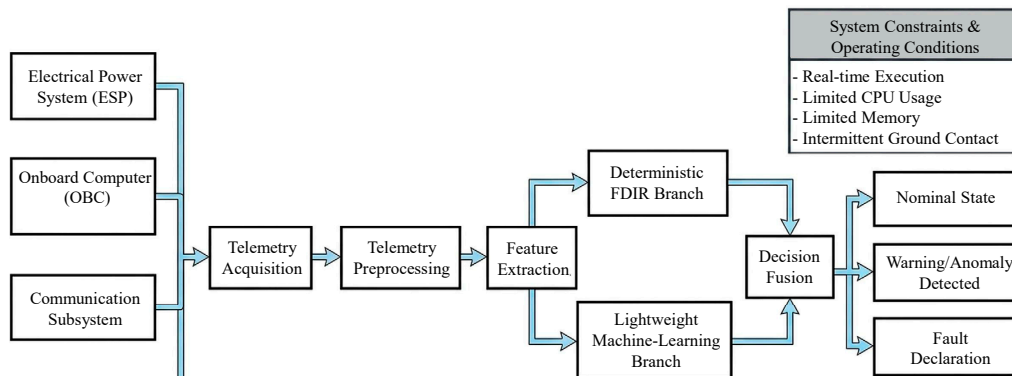 System Constraints &
Operating Conditions
- Real-time Execution
- Limited CPU Usage
- Limited Memory
- Intermittent Ground Contact
Electrical Power
System (ESP)
Onboard Computer
(OBC)
Communication
Subsystem
Telemetry
Acquisition
Telemetry
Preprocessing
Feature
Extraction.
Deterministic
FDIR Branch
Lightweight
Machine-Learning
Branch
Decision
Fusion
Nominal State
Warning/Anomaly
Detected
Fault
Declaration